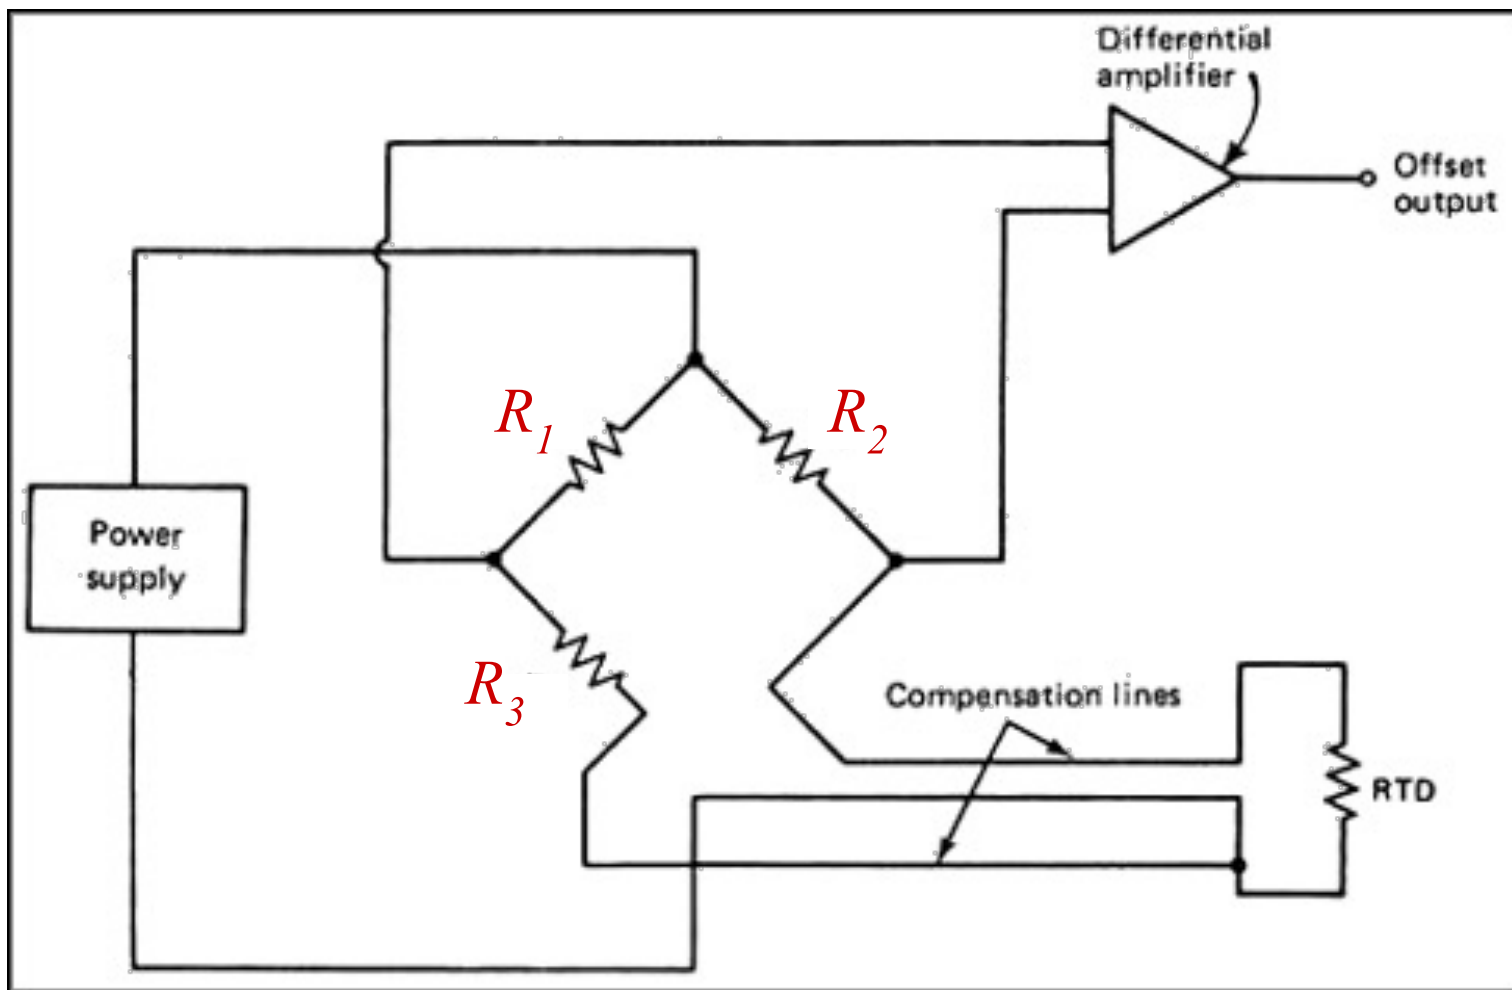 Differential
amplifier
Offset
output
R1
R2
Power
supply
R3
Compensation lines
RTD